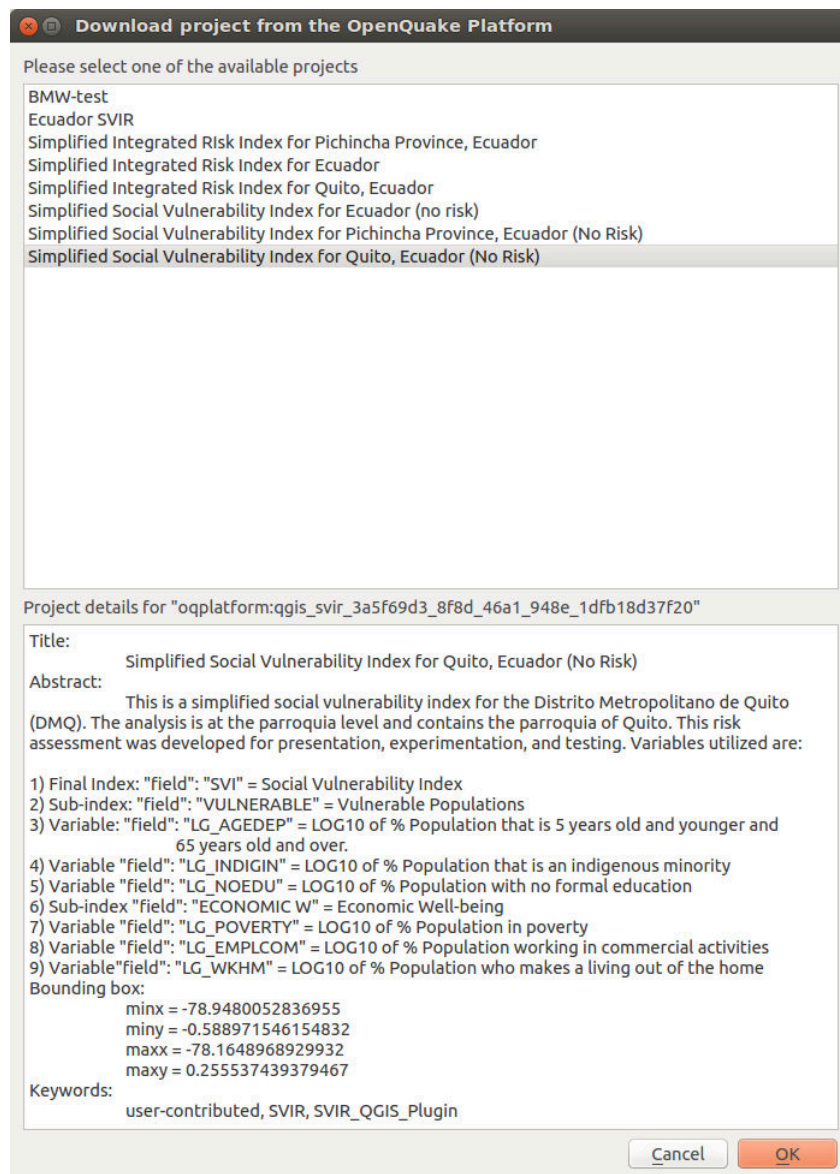 Download project from the OpenQuake Platform
Please select one of the available projects
BMW-test
Ecuador SVIR
Simplified Integrated RIsk Index for Pichincha Province, Ecuador
Simplified Integrated Risk Index for Ecuador
Simplified Integrated Risk Index for Quito, Ecuador
Simplified Social Vulnerability Index for Ecuador (no risk)
Simplified Social Vulnerability Index for Pichincha Province, Ecuador (No Risk)
Simplified Social Vulnerability Index for Quito, Ecuador (No Risk)
Project details for "oqplatform:qgis_svir_3a5f69d3_8f8d_46a1_948e_1dfb18d37f20"
Title:
Simplified Social Vulnerability Index for Quito, Ecuador (No Risk)
Abstract:
This is a simplified social vulnerability index for the Distrito Metropolitano de Quito
(DMQ). The analysis is at the parroquia level and contains the parroquia of Quito. This risk
assessment was developed for presentation, experimentation, and testing. Variables utilized are:
1) Final Index: "field": "SVI" = Social Vulnerability Index
2) Sub-index: "field": "VULNERABLE" = Vulnerable Populations
3) Variable: "field": "LG_AGEDEP" = LOG10 of % Population that is 5 years old and younger and
65 years old and over.
4) Variable "field": "LG_INDIGIN" = LOG10 of % Population that is an indigenous minority
5) Variable "field": "LG_NOEDU" = LOG10 of % Population with no formal education
6) Sub-index "field": "ECONOMIC W" = Economic Well-being
7) Variable "field": "LG_POVERTY" = LOG10 of % Population in poverty
8) Variable "field": "LG_EMPLCOM" = LOG10 of % Population working in commercial activities
9) Variable"field": "LG_WKHM" = LOG10 of % Population who makes a living out of the home
Bounding box:
minx = -78.9480052836955
miny = -0.588971546154832
maxx = -78.1648968929932
maxy = 0.255537439379467
Keywords:
user-contributed, SVIR, SVIR_QGIS_Plugin
Cancel OK